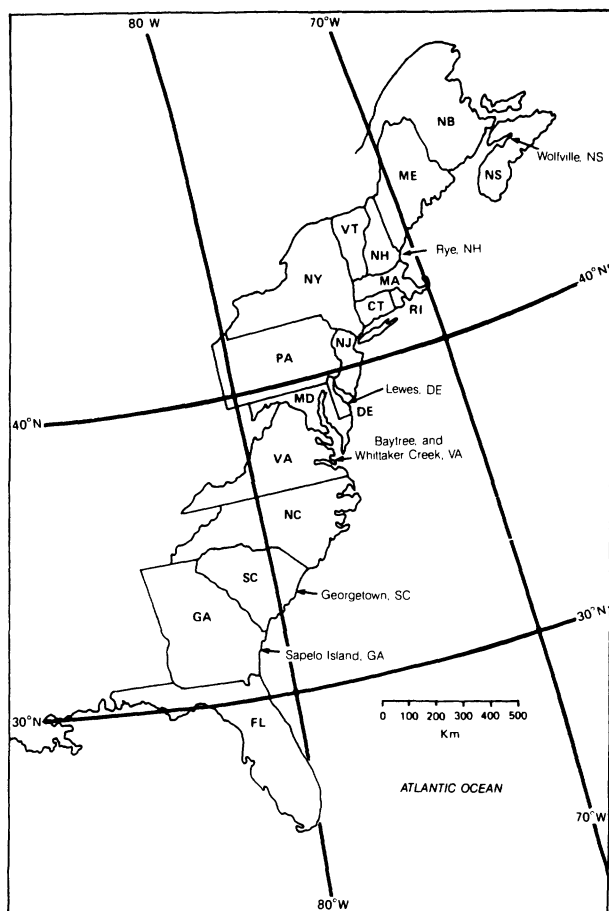 80 °W
70°W
NB
Wolfville, NS
NS
ME
VT
NH
Rye, NH
NY
MA
40°N
CT
RI
NJ
PA
Lewes, DE
MD
DE
40°N
Baytree, and
Whittaker Creek, VA
VA
NC
SC
Georgetown, SC
30°N
GA
Sapelo Island, GA
30°N
FL
0 100 200 300 400 500
Km
ATLANTIC OCEAN
70°W
80°W